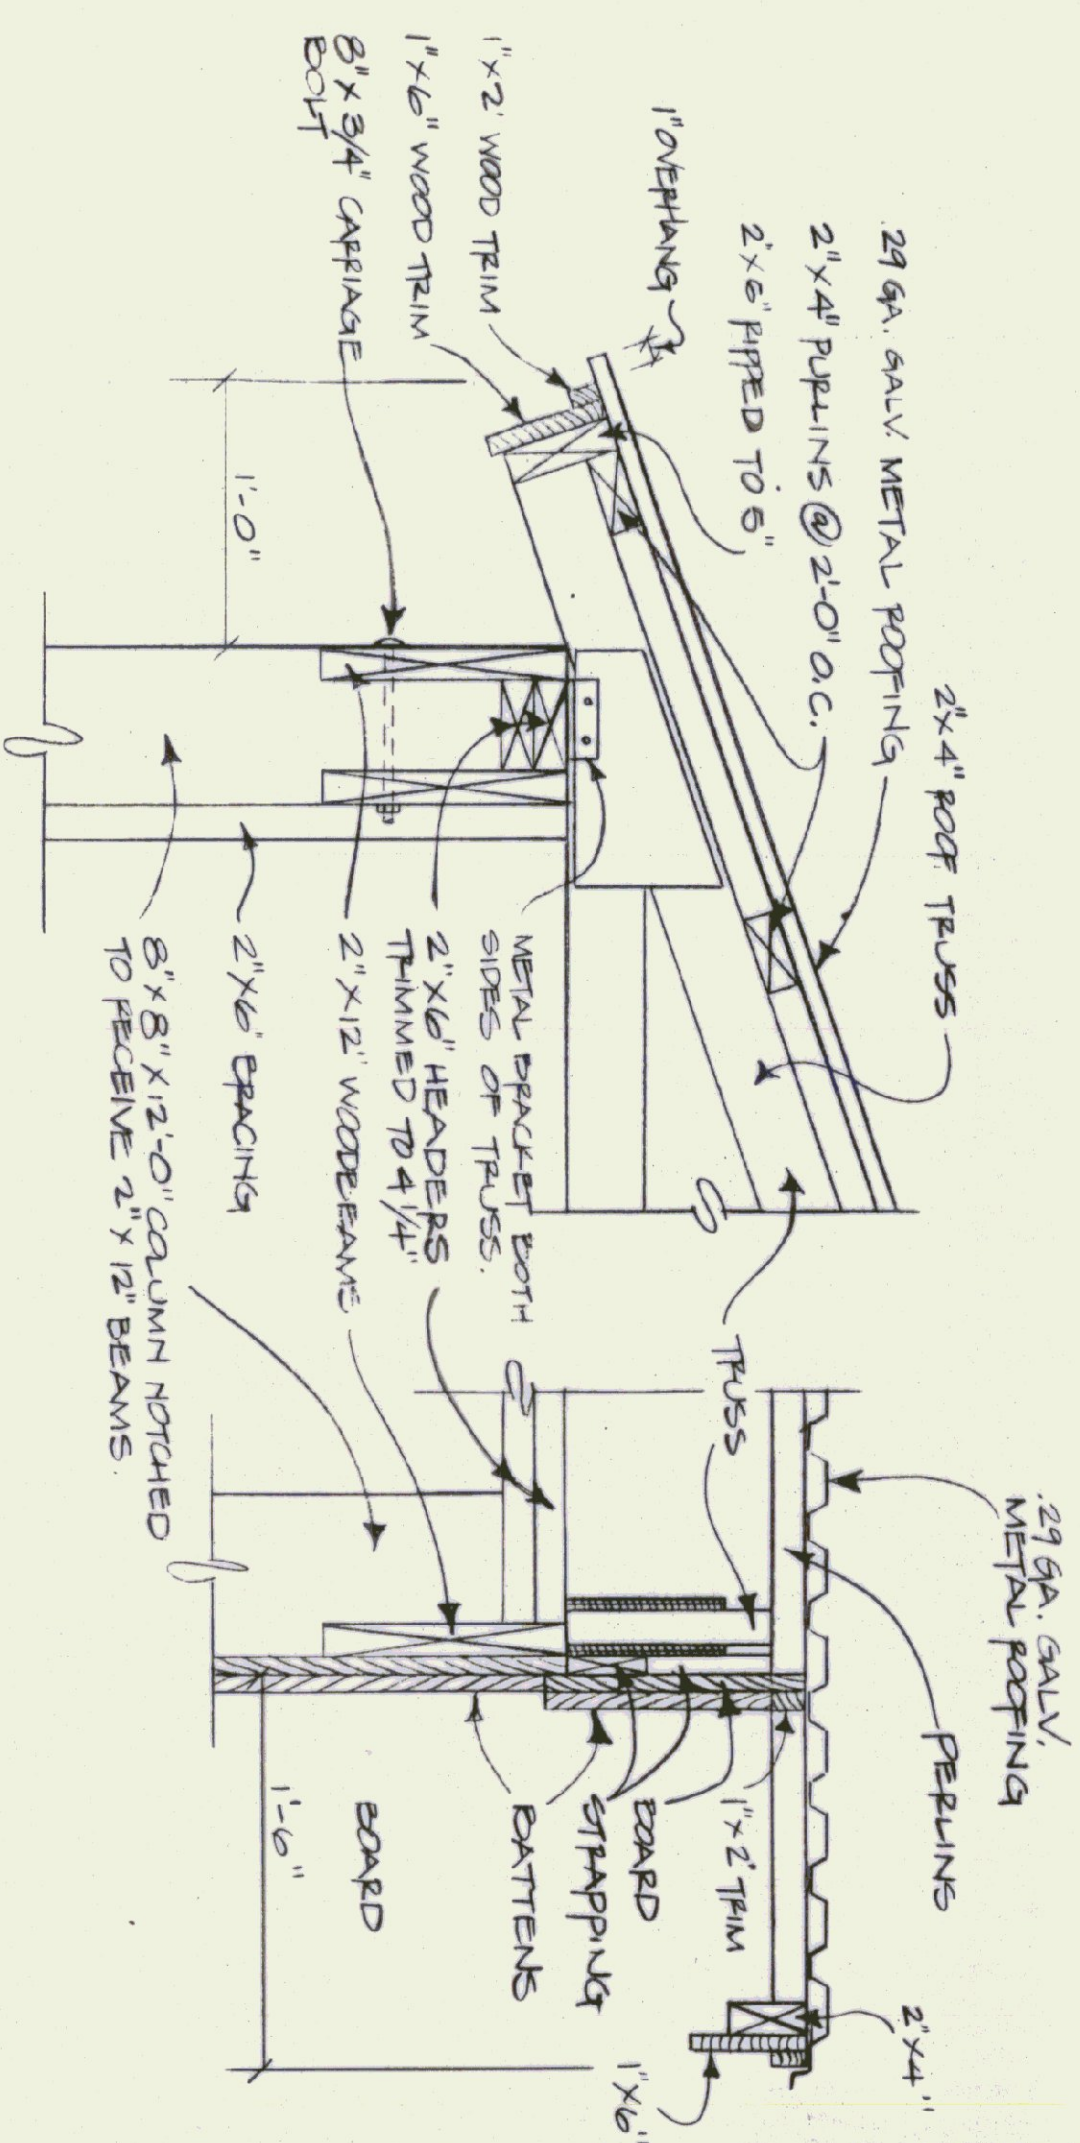 2"X4" ROOF TRUSS
.29 GA. GALV. METAL ROOFING
2"X4" PURLINS @ 2'-0" O.C.
2"X6" RIPPED TO 5"
1" OVERHANG
1"X2" WOOD TRIM
1"X6" WOOD TRIM
8"X3/4" CARRIAGE
BOLT
1'-0"
METAL BRACKET BOTH
SIDES OF TRUSS.
2"X6" HEADERS
TRIMMED TO 4 1/4"
2"X12" WOOD BEAMS
2"X6" BRACING
8"X8"X12'-0" COLUMN NOTCHED
TO RECEIVE 2"X12" BEAMS.
.29 GA. GALV.
METAL ROOFING
PERLINS
TRUSS
2"X4"
1"X6"
1"X2" TRIM
BOARD
STRAPPING
BATTENS
BOARD
1'-6"